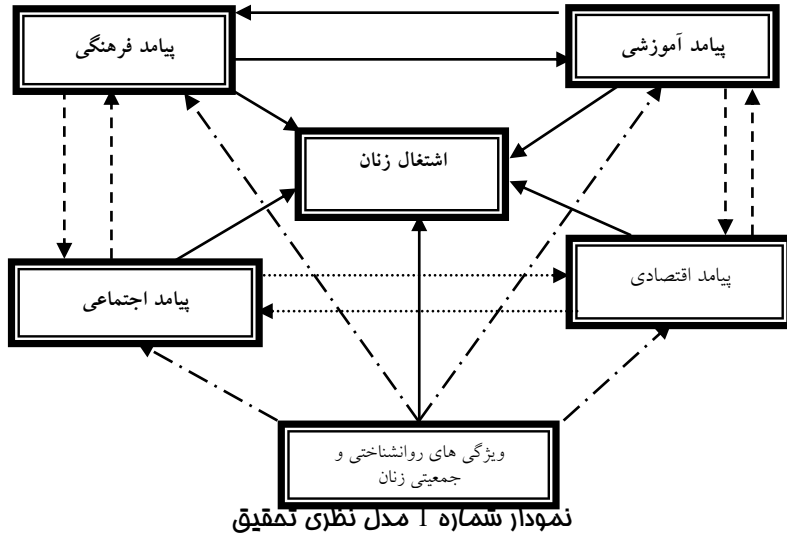 پیامد آموزشی
پیامد فرهنگی
اشتغال زنان
پیامد اقتصادی
پیامد اجتماعی
ویژگی های روانشناختی و
جمعیتی زنان
نمودار شماره 1 مدل نظری تحقیق